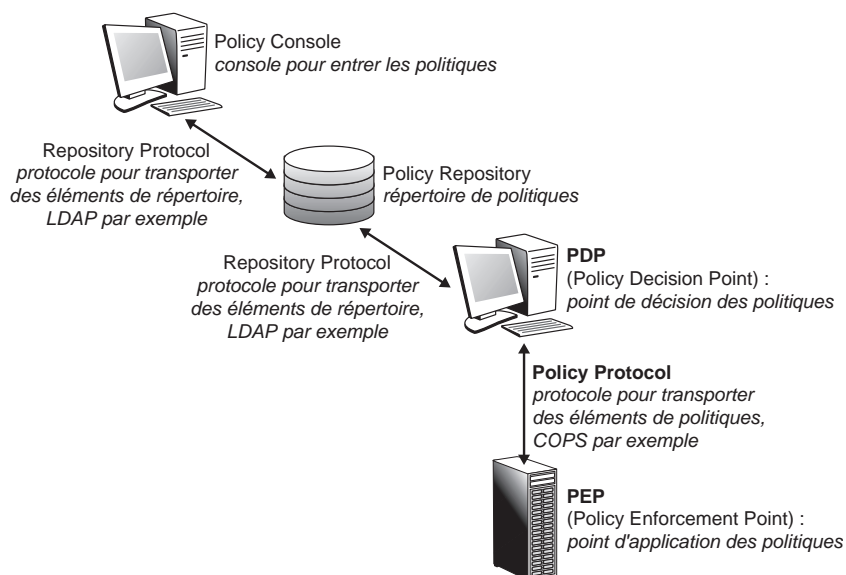 Policy Console
console pour entrer les politiques
Repository Protocol
protocole pour transporter
des éléments de répertoire,
LDAP par exemple
Policy Repository
répertoire de politiques
Repository Protocol
protocole pour transporter
des éléments de répertoire,
LDAP par exemple
PDP
(Policy Decision Point) :
point de décision des politiques
Policy Protocol
protocole pour transporter
des éléments de politiques,
COPS par exemple
PEP
(Policy Enforcement Point) :
point d'application des politiques